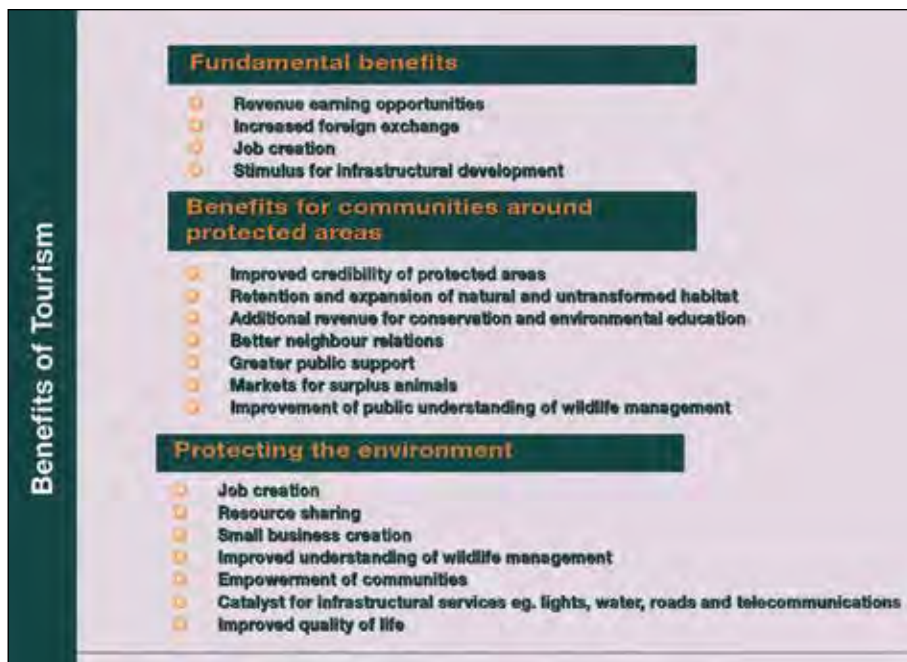 Benefits of Tourism
Fundamental benefits
Revenue earning opportunities
Increased foreign exchange
Job creation
Stimulus for infrastructural development
Benefits for communities around
protected areas
Improved credibility of protected areas
Retention and expansion of natural and untransformed habitat
Additional revenue for conservation and environmental education
Better neighbour relations
Greater public support
Markets for surplus animals
Improvement of public understanding of wildlife management
Protecting the environment
Job creation
Resource sharing
Small business creation
Improved understanding of wildlife management
Empowerment of communities
Catalyst for infrastructural services eg. lights, water, roads and telecommunications
Improved quality of life